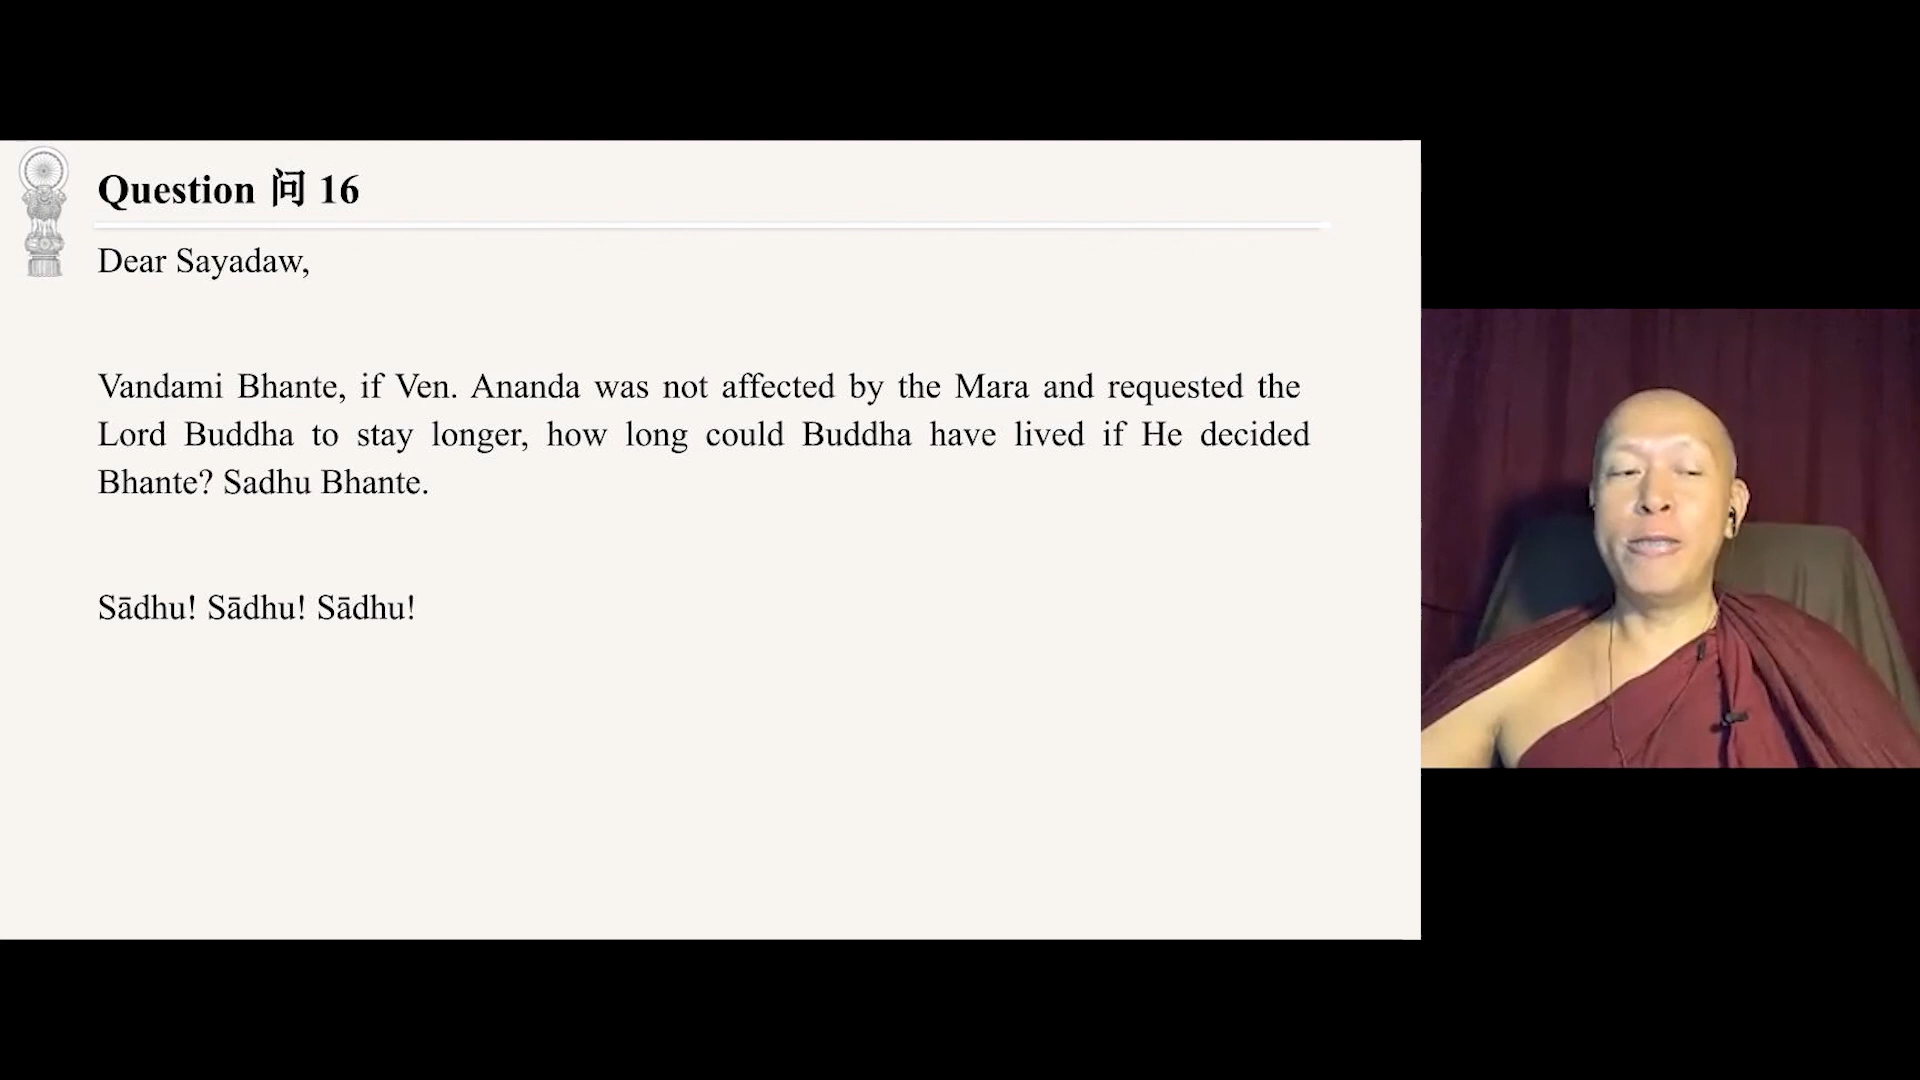 Question 问 16
Dear Sayadaw,
Vandami Bhante, if Ven. Ananda was not affected by the Mara and requested the
Lord Buddha to stay longer, how long could Buddha have lived if He decided
Bhante? Sadhu Bhante.
Sādhu! Sādhu! Sādhu!